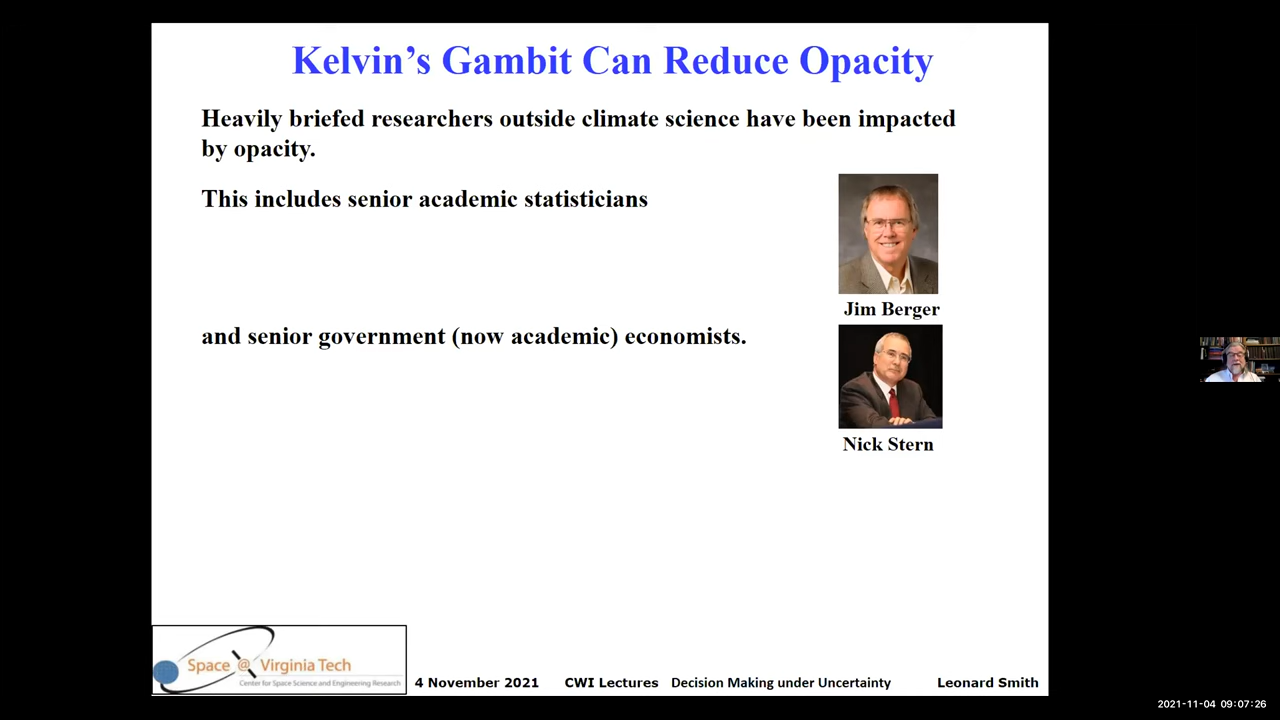 Kelvin’s Gambit Can Reduce Opacity
Heavily briefed researchers outside climate science have been impacted
by opacity.
This includes senior academic statisticians
Jim Berger
and senior government (now academic) economists.
Nick Stern
Space @ Virginia Tech
Center for Space Science and Engineering Research
4 November 2021 CWI Lectures Decision Making under Uncertainty Leonard Smith
2021-11-04 09:07:26